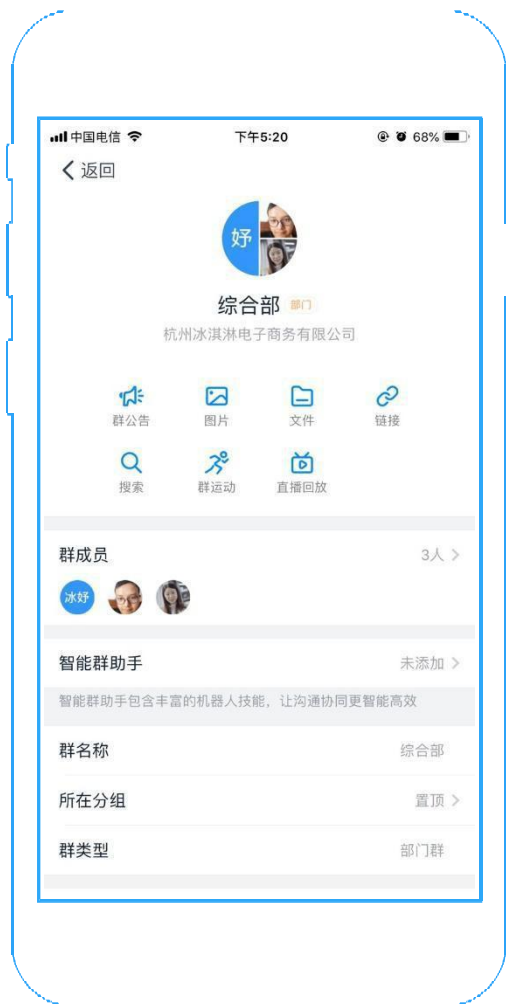 中国电信 下午5:20 68%
返回
妤
综合部 部门
杭州冰淇淋电子商务有限公司
群公告 图片 文件 链接
搜索 群运动 直播回放
群成员 3人
冰妤
智能群助手 未添加
智能群助手包含丰富的机器人技能，让沟通协同更智能高效
群名称 综合部
所在分组 置顶
群类型 部门群